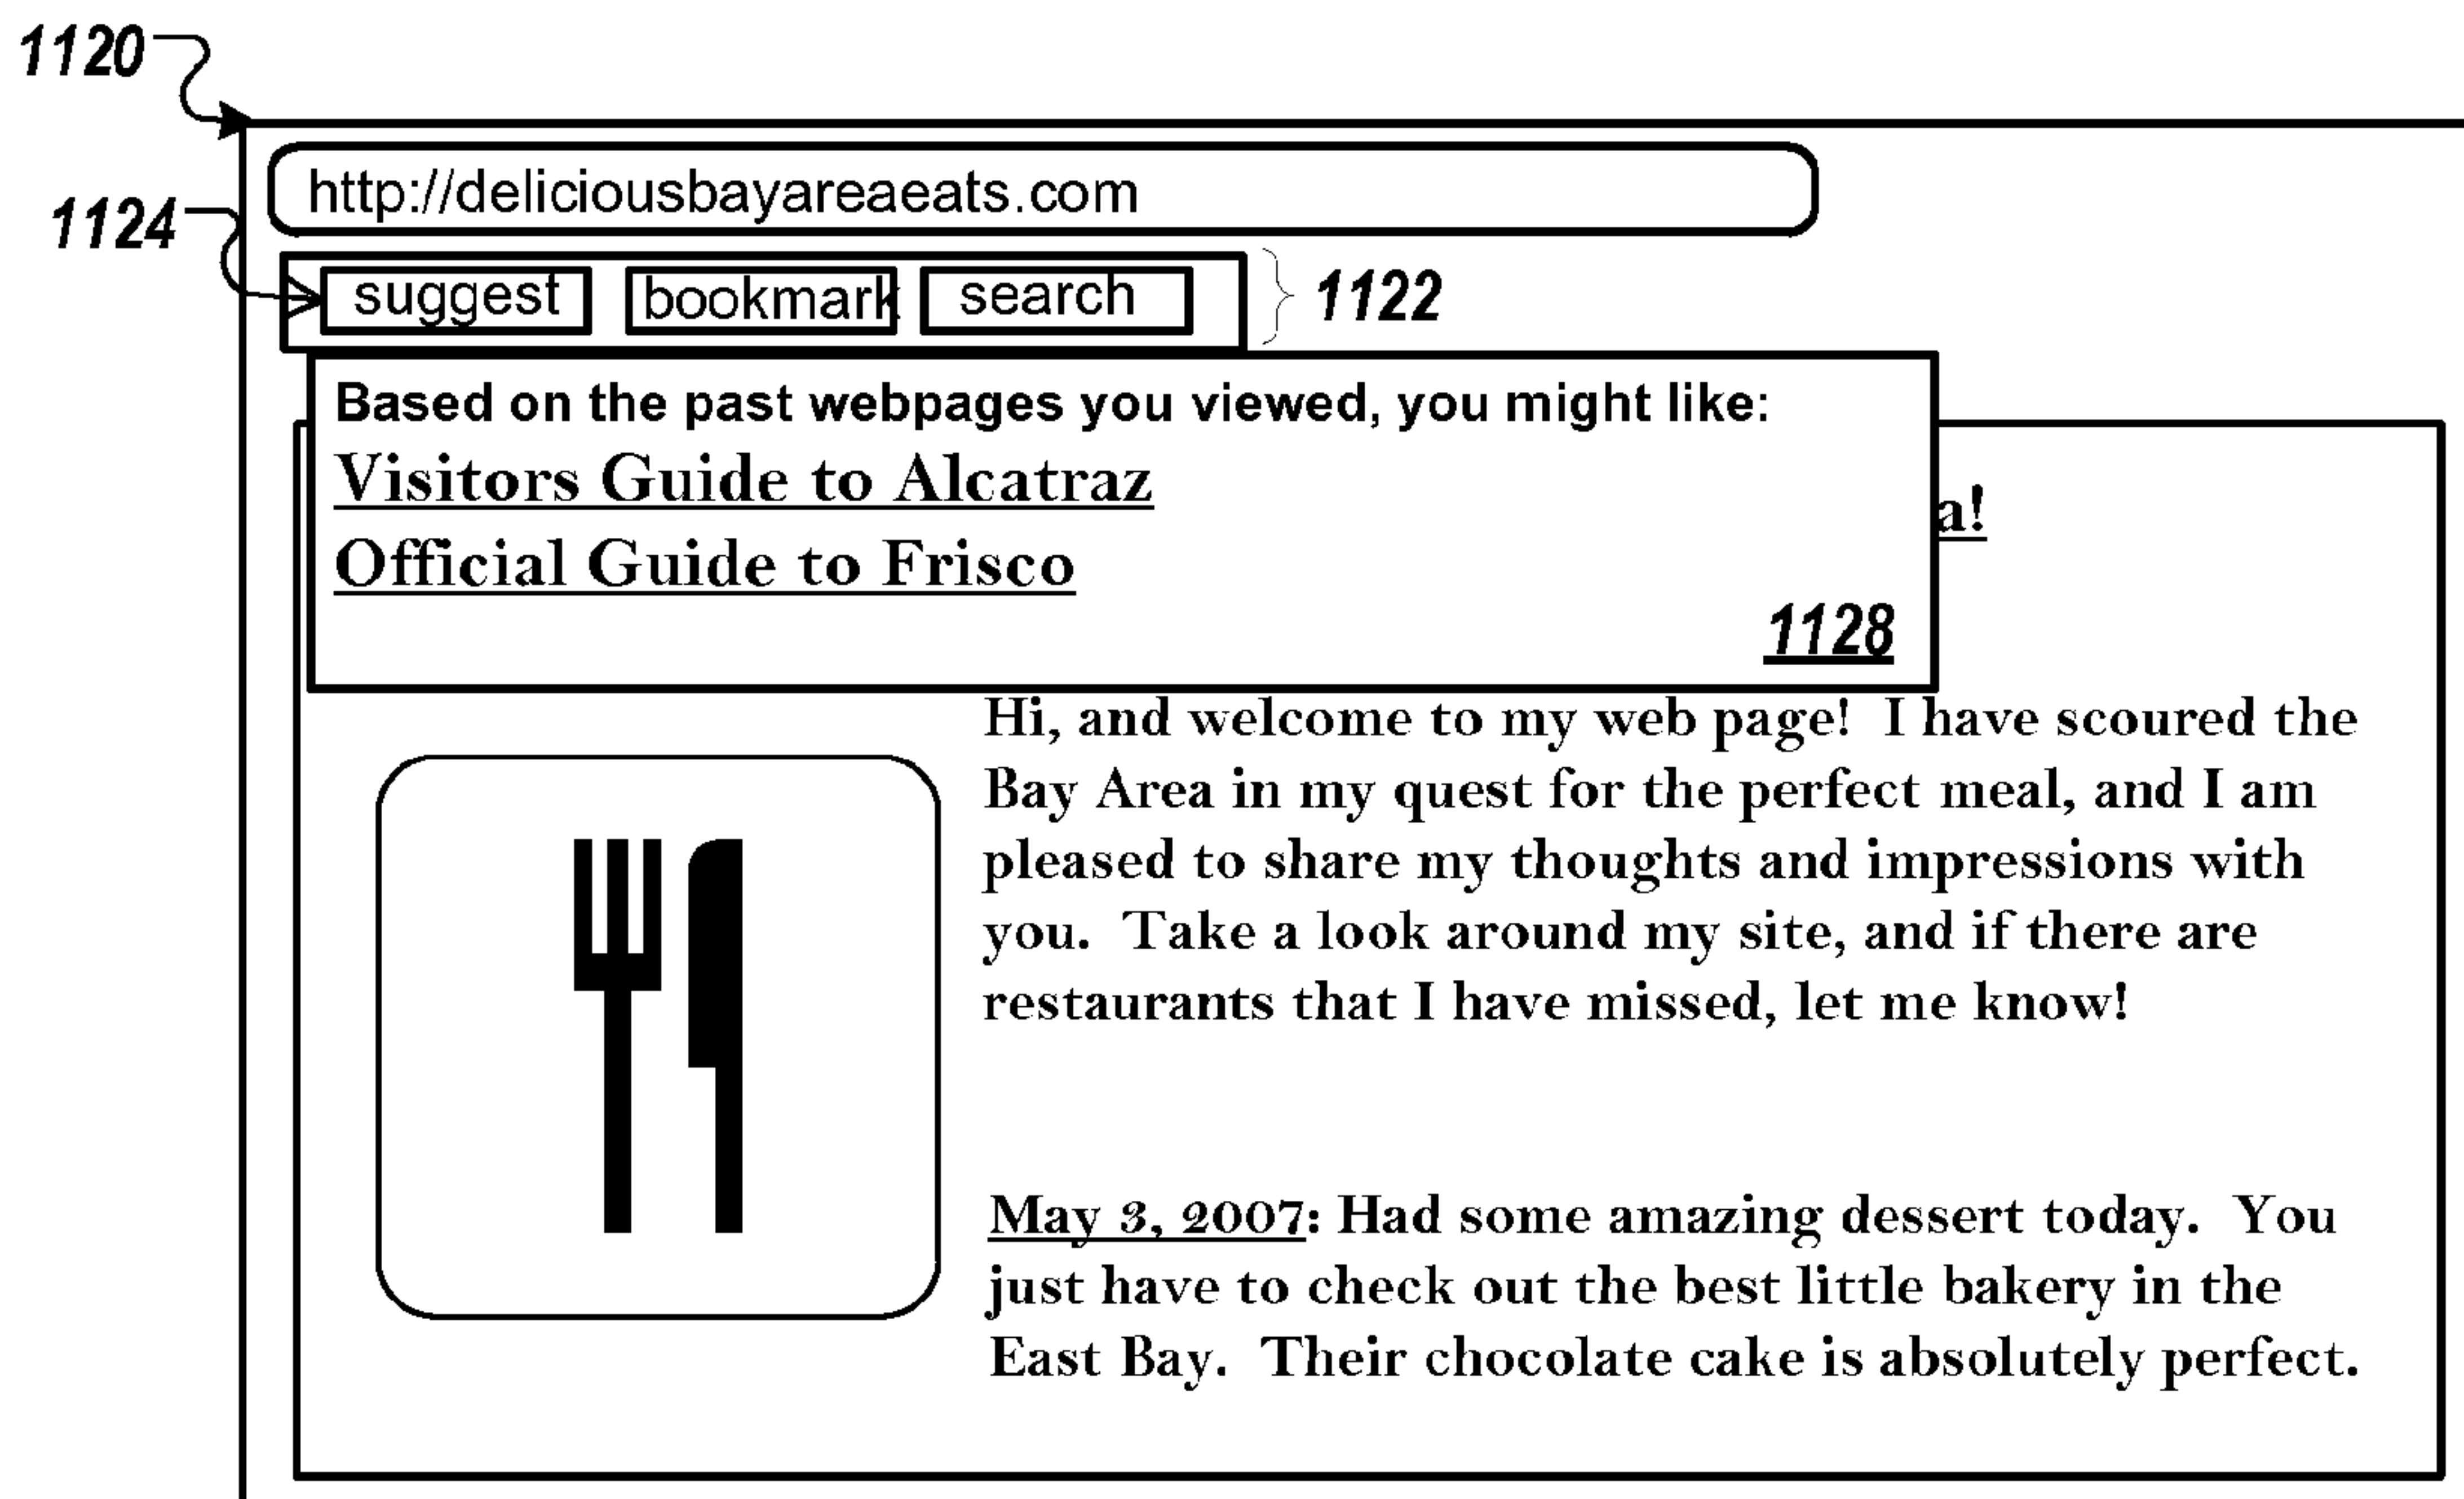 1120
http://deliciousbayareaeats.com
1124
suggest bookmark search
1122
Based on the past webpages you viewed, you might like:
Visitors Guide to Alcatraz
a!
Official Guide to Frisco
1128
Hi, and welcome to my web page! I have scoured the
Bay Area in my quest for the perfect meal, and I am
pleased to share my thoughts and impressions with
you. Take a look around my site, and if there are
restaurants that I have missed, let me know!
May 3, 2007: Had some amazing dessert today. You
just have to check out the best little bakery in the
East Bay. Their chocolate cake is absolutely perfect.